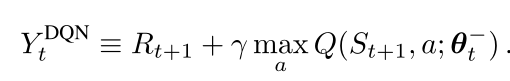 Y_t^{DQN} ≡ R_{t+1} + γ max_a Q(S_{t+1}, a; θ_t^-) .